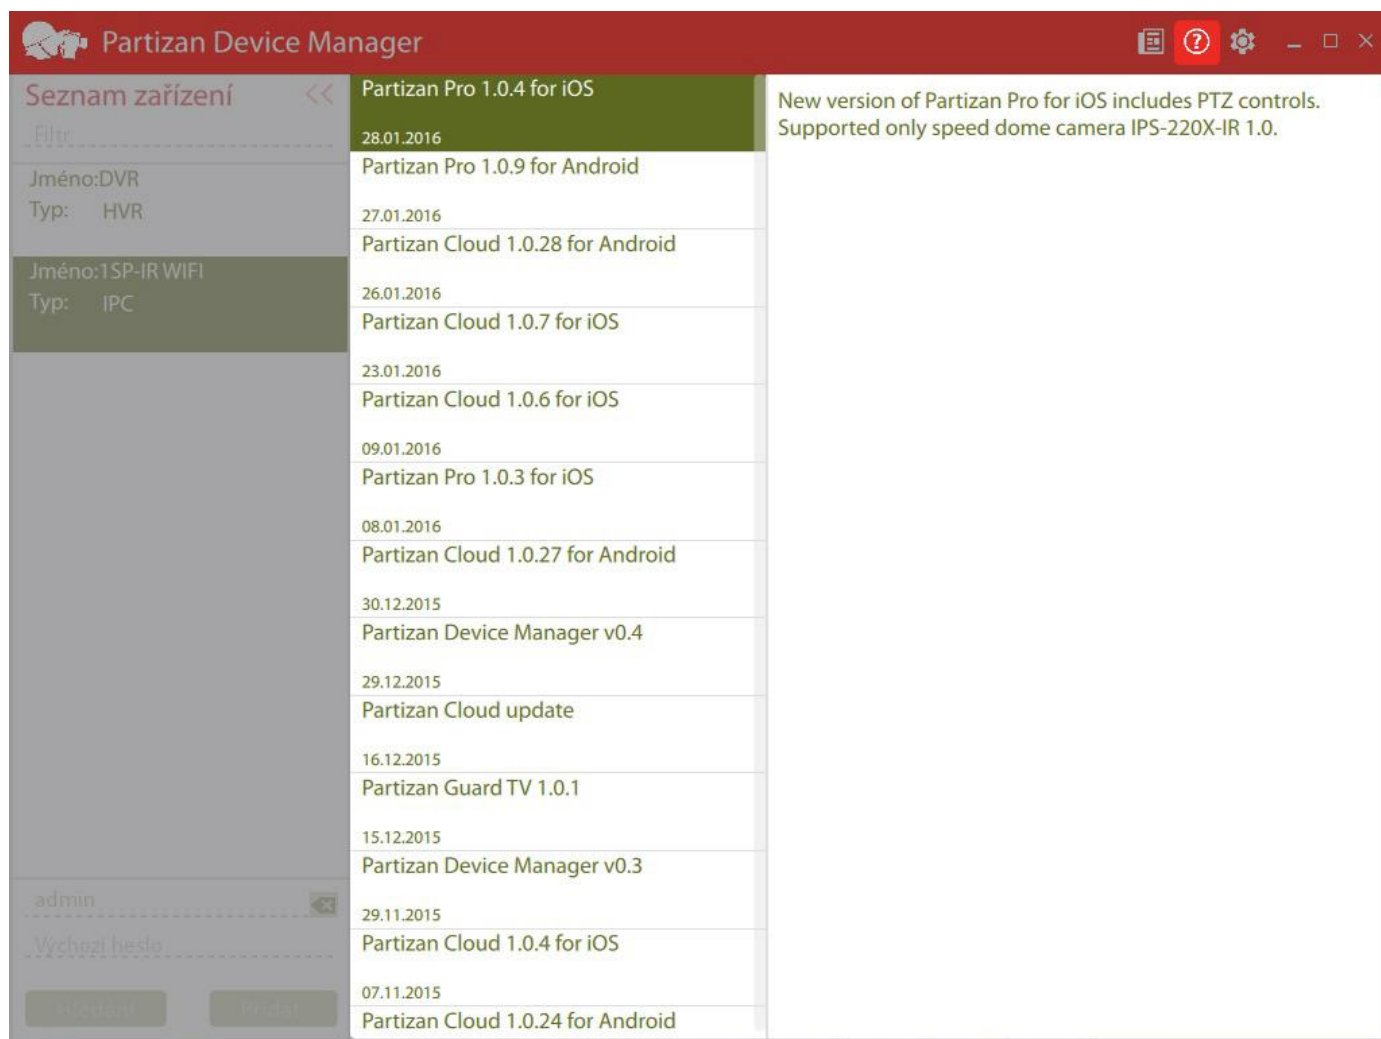 Partizan Device Manager
Seznam zařízení <<
Filtr
Jméno:DVR
Typ: HVR
Jméno:1SP-IR WIFI
Typ: IPC
admin
Výchozí heslo
Hledání Přidat
Partizan Pro 1.0.4 for iOS
28.01.2016
Partizan Pro 1.0.9 for Android
27.01.2016
Partizan Cloud 1.0.28 for Android
26.01.2016
Partizan Cloud 1.0.7 for iOS
23.01.2016
Partizan Cloud 1.0.6 for iOS
09.01.2016
Partizan Pro 1.0.3 for iOS
08.01.2016
Partizan Cloud 1.0.27 for Android
30.12.2015
Partizan Device Manager v0.4
29.12.2015
Partizan Cloud update
16.12.2015
Partizan Guard TV 1.0.1
15.12.2015
Partizan Device Manager v0.3
29.11.2015
Partizan Cloud 1.0.4 for iOS
07.11.2015
Partizan Cloud 1.0.24 for Android
New version of Partizan Pro for iOS includes PTZ controls.
Supported only speed dome camera IPS-220X-IR 1.0.